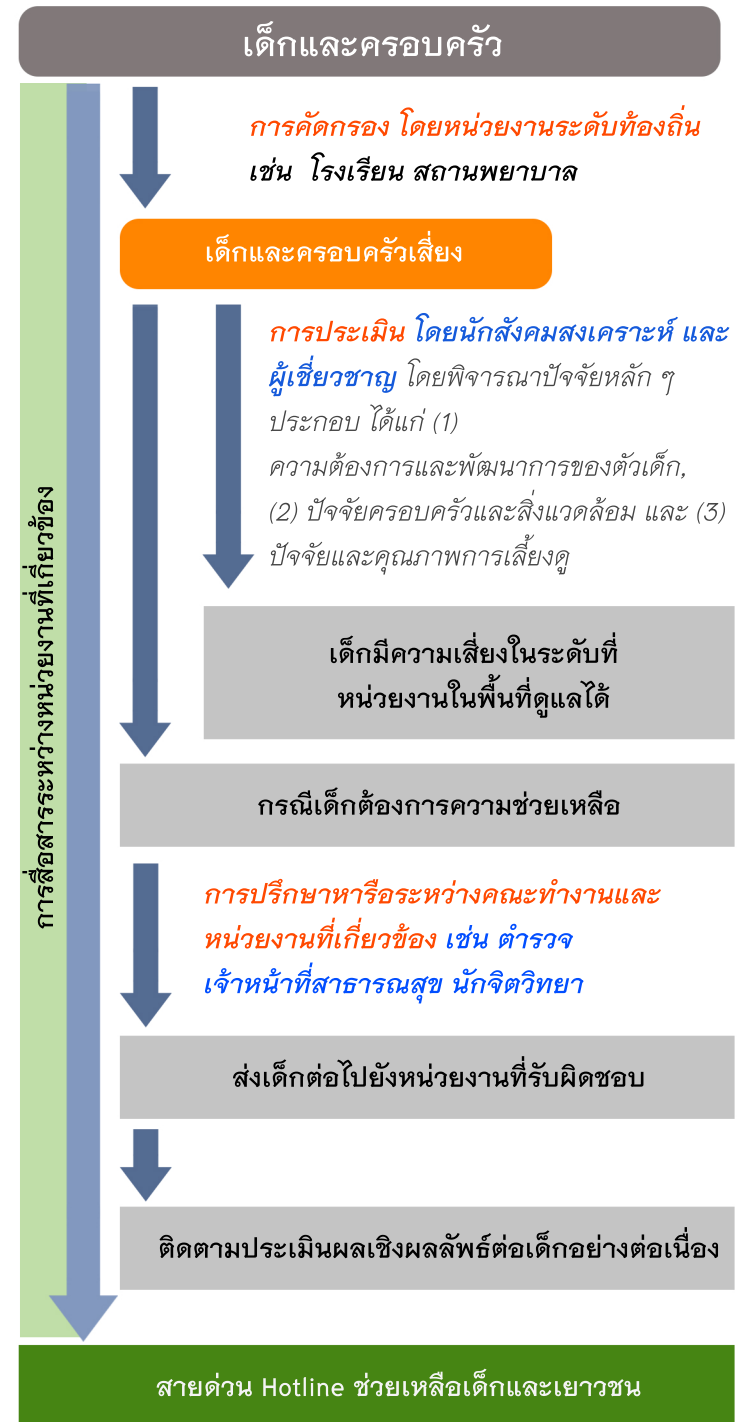 เด็กและครอบครัว
การคัดกรอง โดยหน่วยงานระดับท้องถิ่น
เช่น โรงเรียน สถานพยาบาล
เด็กและครอบครัวเสี่ยง
การประเมิน โดยนักสังคมสงเคราะห์ และ
ผู้เชี่ยวชาญ โดยพิจารณาปัจจัยหลัก ๆ
ประกอบ ได้แก่ (1)
ความต้องการและพัฒนาการของตัวเด็ก,
(2) ปัจจัยครอบครัวและสิ่งแวดล้อม และ (3)
ปัจจัยและคุณภาพการเลี้ยงดู
เด็กมีความเสี่ยงในระดับที่
หน่วยงานในพื้นที่ดูแลได้
กรณีเด็กต้องการความช่วยเหลือ
การปรึกษาหารือระหว่างคณะทำงานและ
หน่วยงานที่เกี่ยวข้อง เช่น ตำรวจ
เจ้าหน้าที่สาธารณสุข นักจิตวิทยา
ส่งเด็กต่อไปยังหน่วยงานที่รับผิดชอบ
ติดตามประเมินผลเชิงผลลัพธ์ต่อเด็กอย่างต่อเนื่อง
การสื่อสารระหว่างหน่วยงานที่เกี่ยวข้อง
สายด่วน Hotline ช่วยเหลือเด็กและเยาวชน